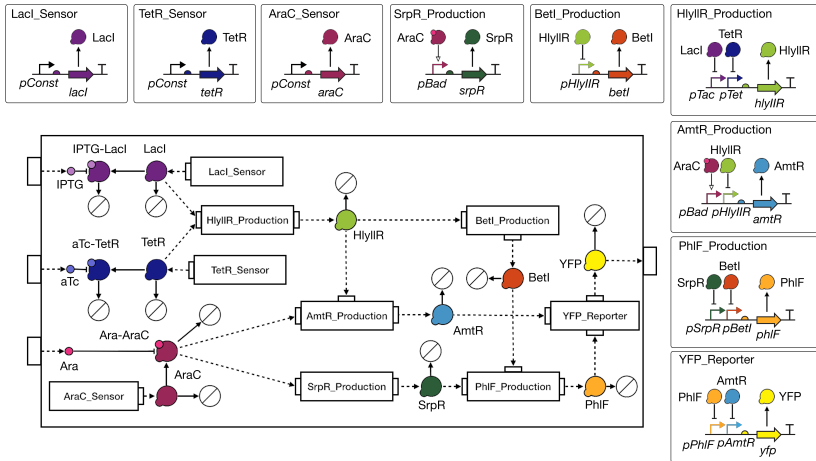 LacI_Sensor
LacI
pConst
lacI
TetR_Sensor
TetR
pConst
tetR
AraC_Sensor
AraC
pConst
araC
SrpR_Production
AraC
SrpR
pBad
srpR
BetI_Production
HlyIIR
BetI
pHlyIIR
betI
HlyIIR_Production
TetR
LacI
HlyIIR
pTac
pTet
hlyIIR
AmtR_Production
HlyIIR
AraC
AmtR
pBad
pHlyIIR
amtR
PhlF_Production
BetI
SrpR
PhlF
pSrpR
pBetI
phlF
YFP_Reporter
AmtR
PhlF
YFP
pPhlF
pAmtR
yfp
IPTG-LacI
LacI
IPTG
LacI_Sensor
HlyIIR_Production
HlyIIR
BetI_Production
aTc-TetR
TetR
aTc
TetR_Sensor
YFP
BetI
Ara-AraC
AmtR_Production
AmtR
YFP_Reporter
Ara
AraC
AraC_Sensor
SrpR_Production
SrpR
PhlF_Production
PhlF